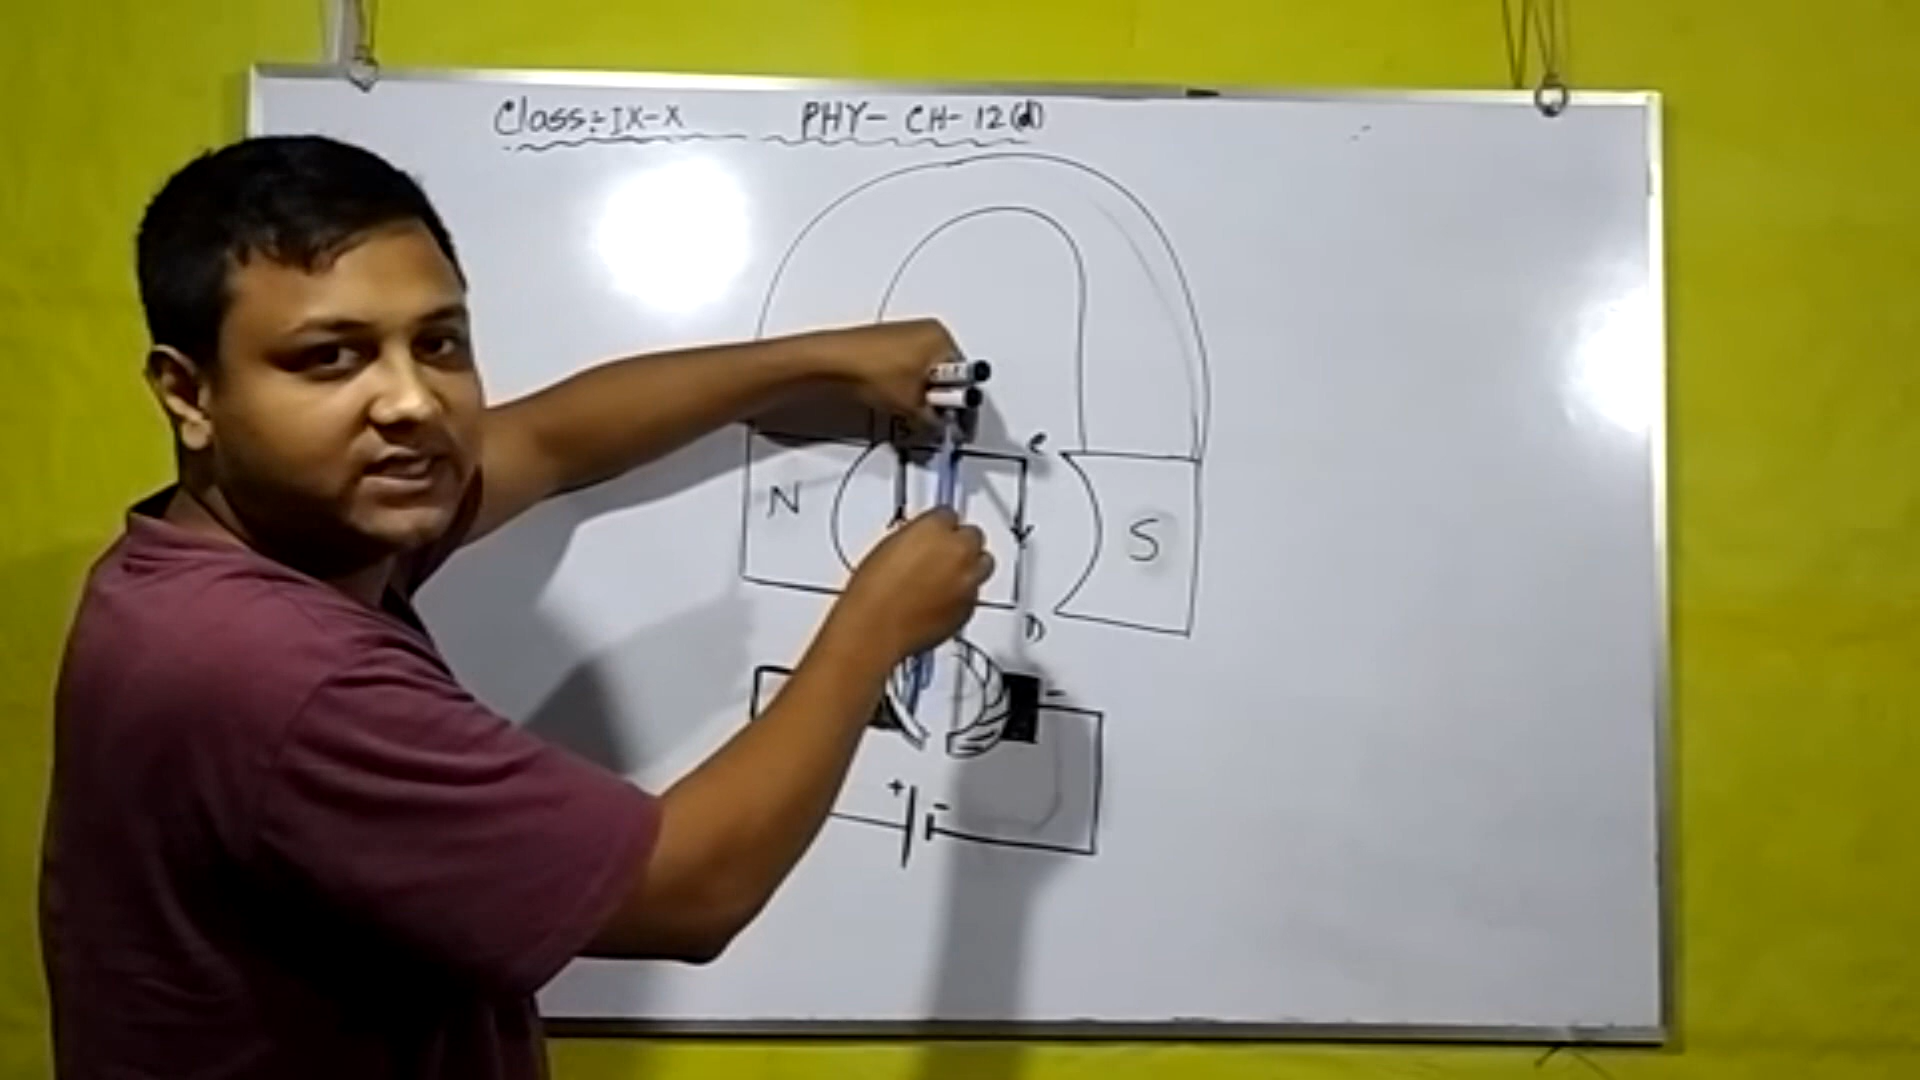 Class:- IX-X PHY- CH- 12(d)
B C
N S
D
-
+ -